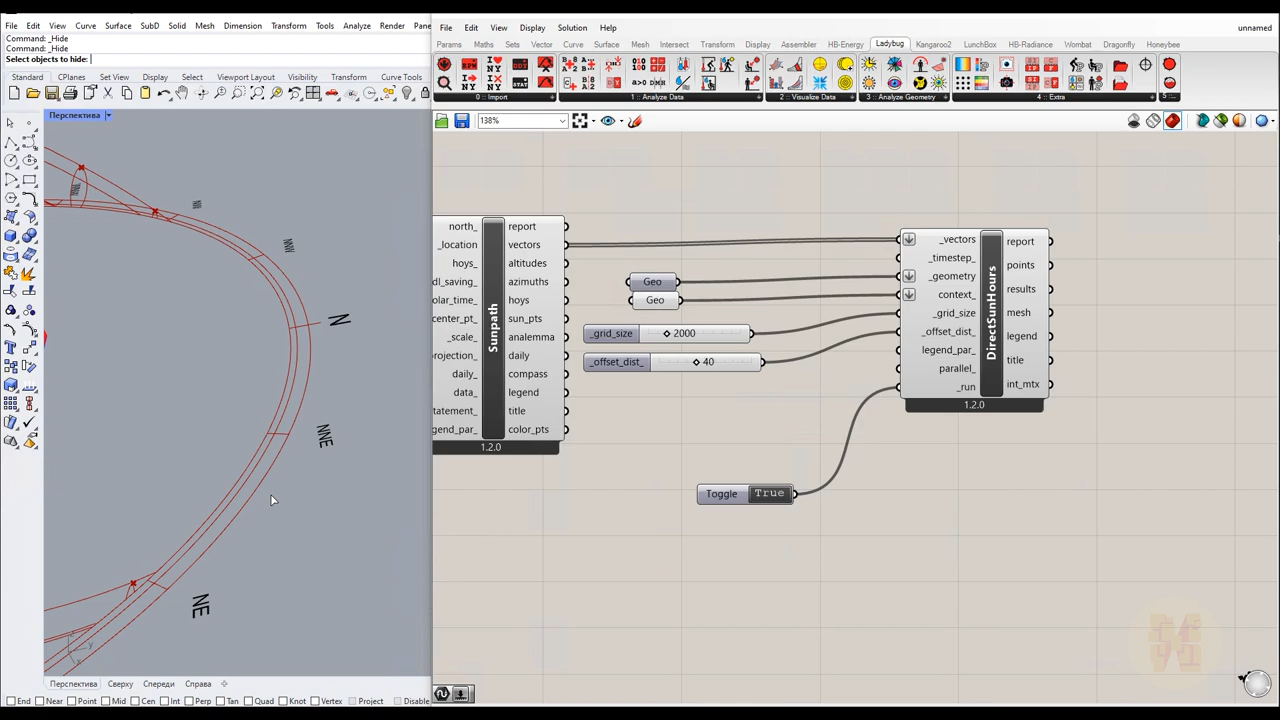 File Edit View Curve Surface SubD Solid Mesh Dimension Transform Tools Analyze Render Pane
Command: _Hide
Command: _Hide
Select objects to hide:
Standard CPlanes Set View Display Select Viewport Layout Visibility Transform Curve Tools
Перспектива
N
NNE
NE
Перспектива Сверху Спереди Справа
End Near Point Mid Cen Int Perp Tan Quad Knot Vertex Project Disable
File Edit View Display Solution Help
unnamed
Params Maths Sets Vector Curve Surface Mesh Intersect Transform Display Assembler HB-Energy Ladybug Kangaroo2 LunchBox HB-Radiance Wombat Dragonfly Honeybee
0 :: Import
1 :: Analyze Data
2 :: Visualize Data
3 :: Analyze Geometry
4 :: Extra
5 ::
138%
north_
_location
hoys_
dl_saving_
olar_time_
center_pt_
_scale_
projection_
daily_
data_
tatement_
gend_par_
Sunpath
report
vectors
altitudes
azimuths
hoys
sun_pts
analemma
daily
compass
legend
title
color_pts
1.2.0
Geo
Geo
_grid_size 2000
_offset_dist_ 40
Toggle True
_vectors
_timestep_
_geometry
context_
_grid_size
_offset_dist_
legend_par_
parallel_
_run
DirectSunHours
report
points
results
mesh
legend
title
int_mtx
1.2.0